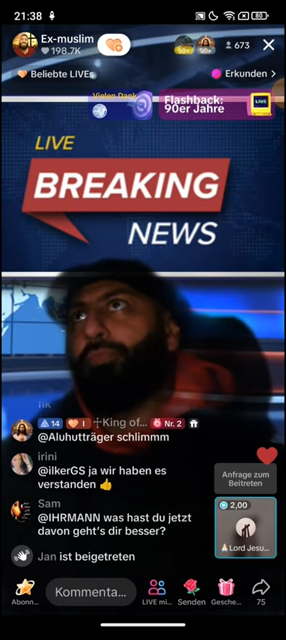 21:38
80
Ex-muslim
198.7K
50+
50+
673
Beliebte LIVEs
Erkunden >
Vielen Dank
Flashback:
90er Jahre
LIVE
LIVE
BREAKING
NEWS
14
I
King of...
Nr. 2
@Aluhutträger schlimmm
irini
@ilkerGS ja wir haben es
verstanden 👍
Sam
@IHRMANN was hast du jetzt
davon geht's dir besser?
Jan ist beigetreten
Anfrage zum
Beitreten
2,00
Lord Jesu...
Kommenta...
Abonn...
LIVE mi...
Senden
Gesche...
75